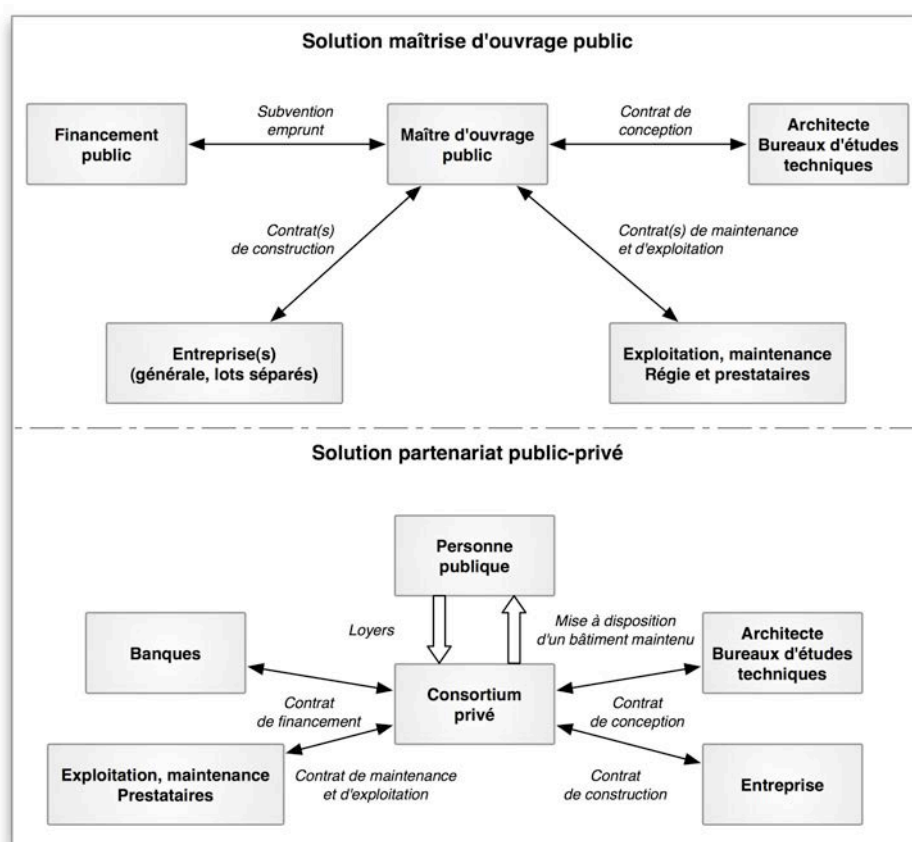 Solution maîtrise d'ouvrage public
Financement
public
Subvention
emprunt
Maître d'ouvrage
public
Contrat de
conception
Architecte
Bureaux d'études
techniques
Contrat(s)
de construction
Contrat(s) de maintenance
et d'exploitation
Entreprise(s)
(générale, lots séparés)
Exploitation, maintenance
Régie et prestataires
Solution partenariat public-privé
Personne
publique
Loyers
Mise à disposition
d'un bâtiment maintenu
Banques
Consortium
privé
Architecte
Bureaux d'études
techniques
Contrat
de financement
Contrat
de conception
Exploitation, maintenance
Prestataires
Contrat de maintenance
et d'exploitation
Contrat
de construction
Entreprise